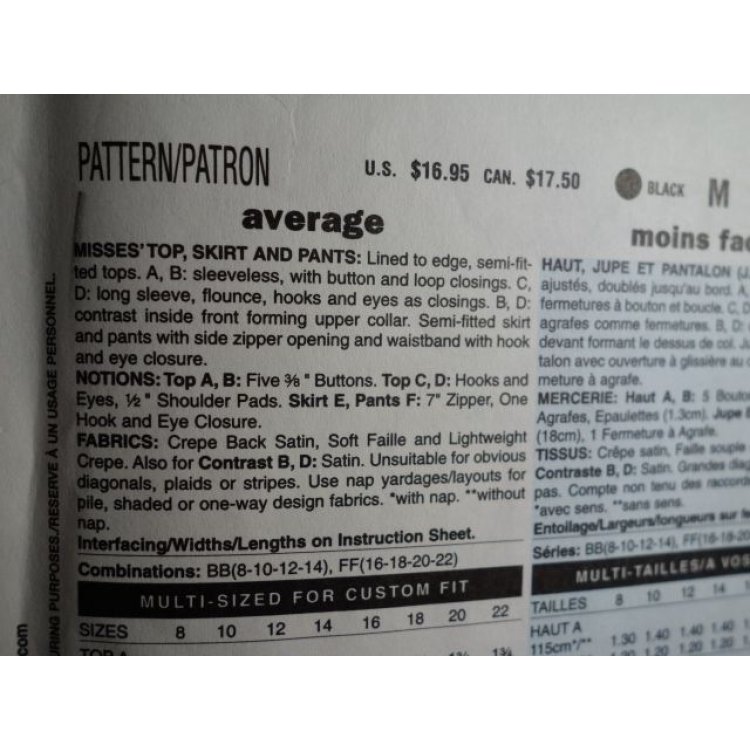 PATTERN/PATRON
U.S. $16.95 CAN. $17.50
BLACK M
average
MISSES' TOP, SKIRT AND PANTS: Lined to edge, semi-fit-
ted tops. A, B: sleeveless, with button and loop closings. C,
D: long sleeve, flounce, hooks and eyes as closings. B, D:
contrast inside front forming upper collar. Semi-fitted skirt
and pants with side zipper opening and waistband with hook
and eye closure.
NOTIONS: Top A, B: Five ⅜ " Buttons. Top C, D: Hooks and
Eyes, ½ " Shoulder Pads. Skirt E, Pants F: 7" Zipper, One
Hook and Eye Closure.
FABRICS: Crepe Back Satin, Soft Faille and Lightweight
Crepe. Also for Contrast B, D: Satin. Unsuitable for obvious
diagonals, plaids or stripes. Use nap yardages/layouts for
pile, shaded or one-way design fabrics. *with nap. **without
nap.
Interfacing/Widths/Lengths on Instruction Sheet.
Combinations: BB(8-10-12-14), FF(16-18-20-22)
MULTI-SIZED FOR CUSTOM FIT
SIZES 8 10 12 14 16 18 20 22
TOP A
moins
HAUT, JUPE ET PANTALON
ajustés, doublés jusqu'au bord. A,
fermetures à bouton et boucle. C, D
agrafes comme fermetures. B, D:
devant formant le dessus de col.
talon avec ouverture à glissière au
meture à agrafe.
MERCERIE: Haut A, B: 5
Agrafes, Epaulettes (1.3cm).
(18cm), 1 Fermeture à Agrafe.
TISSUS: Crêpe satin, Faille souple
Contraste B, D: Satin. Grandes
pas. Compte non tenu des
*avec sens. **sans sens.
Entoilage/Largeurs/longueurs sur
Séries: BB(8-10-12-14), FF(16-18-20
MULTI-TAILLES/A
TAILLES 8 10 12 14
HAUT A
115cm*/** 1.30 1.40 1.40 1.40
URING PURPOSES./RESERVÉ À UN USAGE PERSONNEL
.com